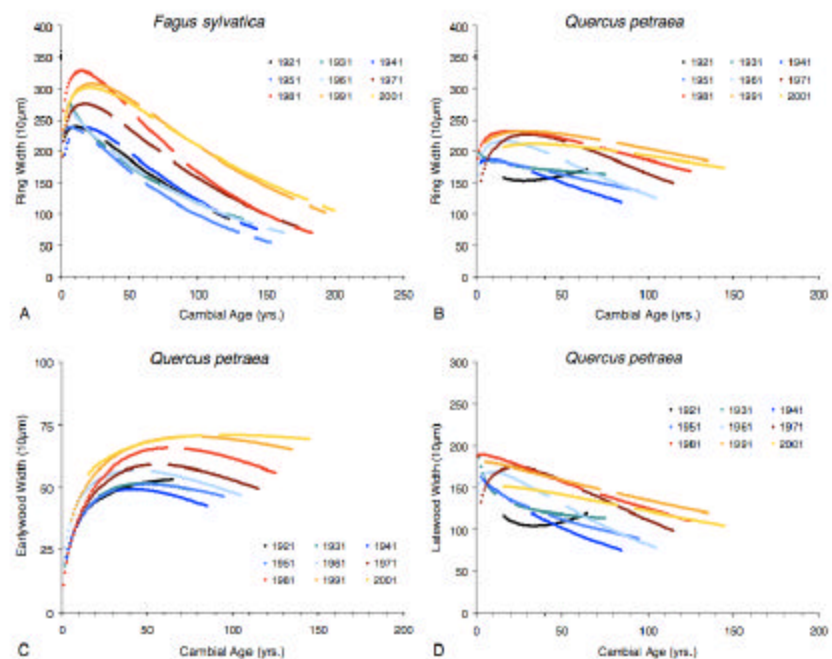 Fagus sylvatica
400
350
300
250
200
150
100
50
0
Ring Width (10µm)
1921 1931 1941
1951 1961 1971
1981 1991 2001
0 50 100 150 200 250
A Cambial Age (yrs.)
Quercus petraea
400
350
300
250
200
150
100
50
0
Ring Width (10µm)
1921 1931 1941
1951 1961 1971
1981 1991 2001
0 50 100 150 200
B Cambial Age (yrs.)
Quercus petraea
100
75
50
25
0
Earlywood Width (10µm)
1921 1931 1941
1951 1961 1971
1981 1991 2001
0 50 100 150 200
C Cambial Age (yrs.)
Quercus petraea
300
250
200
150
100
50
0
Latewood Width (10µm)
1921 1931 1941
1951 1961 1971
1981 1991 2001
0 50 100 150 200
D Cambial Age (yrs.)